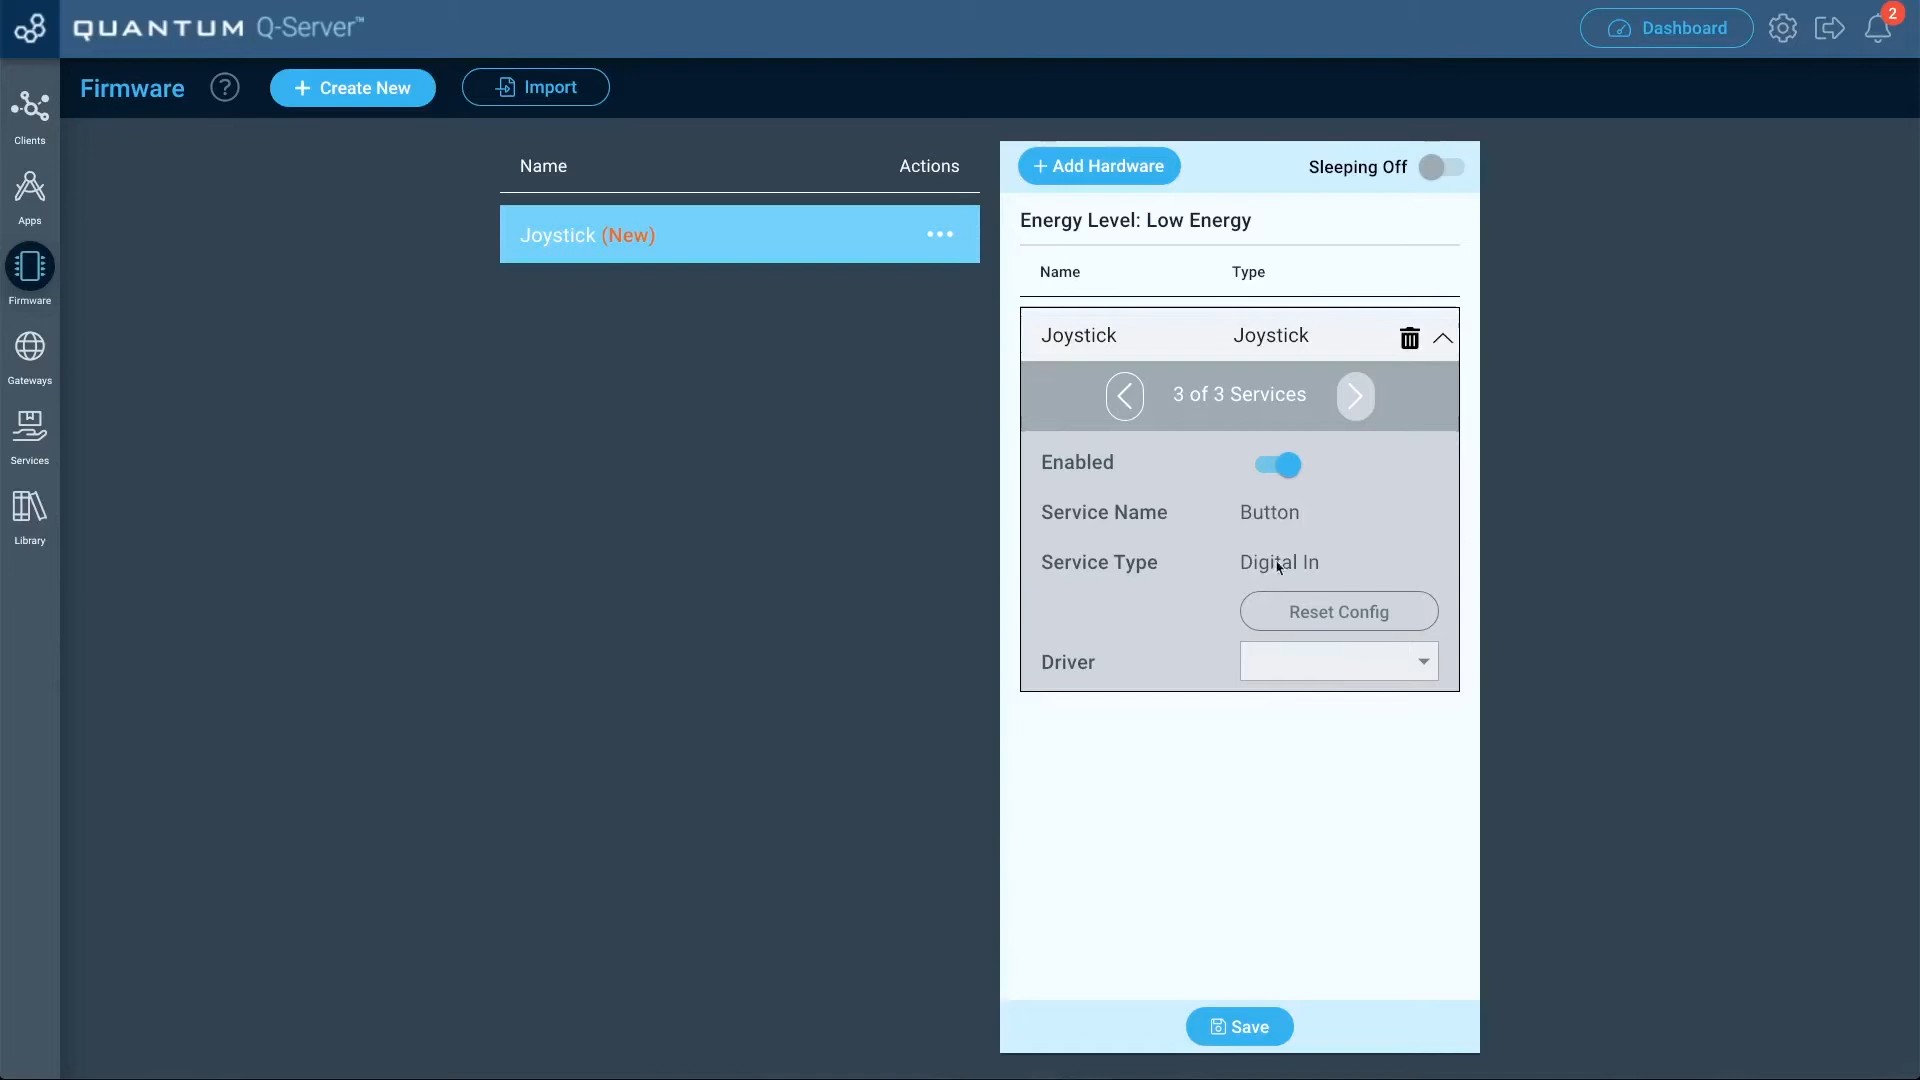 QUANTUM Q-Server™
Dashboard
2
Firmware
?
+ Create New
Import
Clients
Apps
Firmware
Gateways
Services
Library
Name Actions
Joystick (New)
+ Add Hardware
Sleeping Off
Energy Level: Low Energy
Name Type
Joystick Joystick
3 of 3 Services
Enabled
Service Name Button
Service Type Digital In
Reset Config
Driver
Save